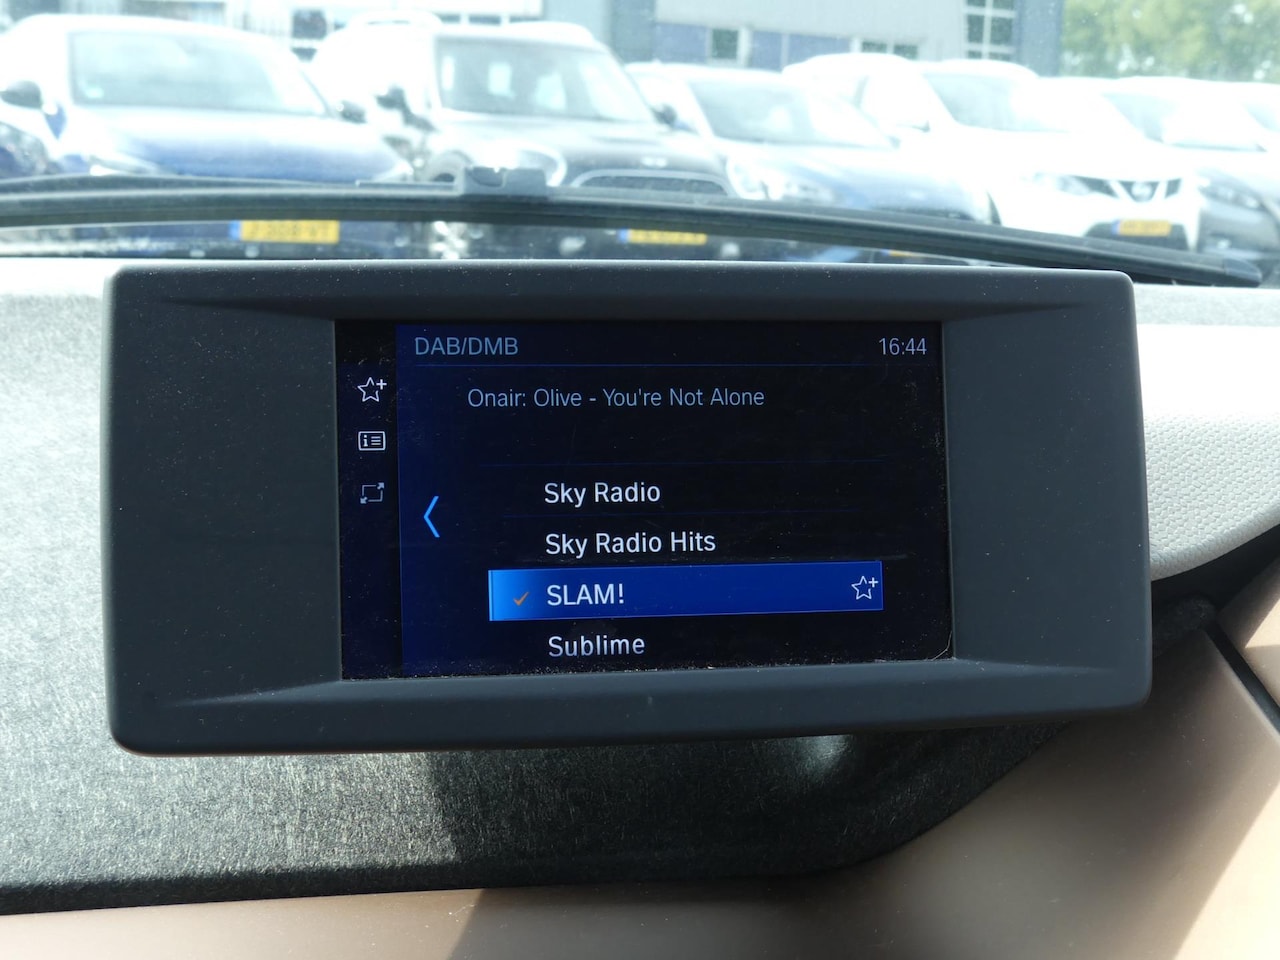 DAB/DMB 16:44
Onair: Olive - You're Not Alone
Sky Radio
Sky Radio Hits
SLAM!
Sublime